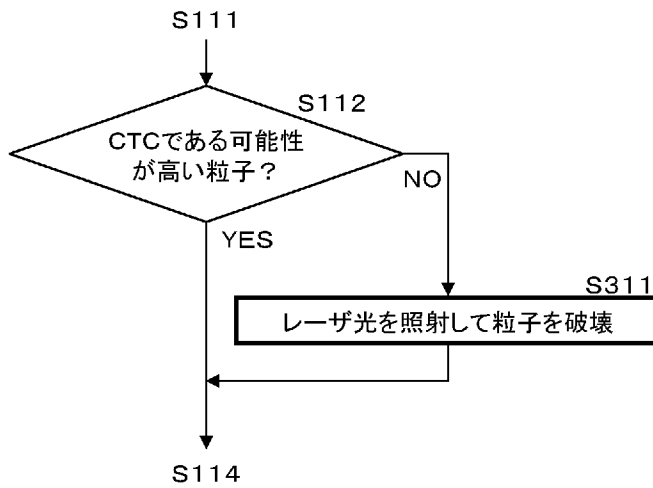 S111
S112
CTCである可能性
が高い粒子？
NO
YES
S311
レーザ光を照射して粒子を破壊
S114